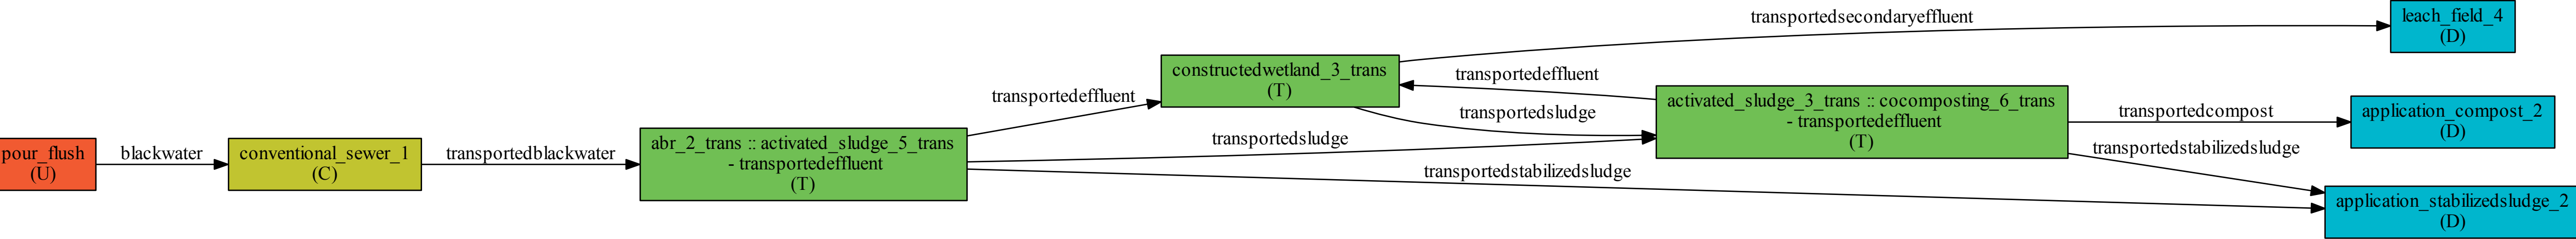 pour_flush
(U)
blackwater
conventional_sewer_1
(C)
transportedblackwater
abr_2_trans :: activated_sludge_5_trans
- transportedeffluent
(T)
transportedeffluent
transportedsludge
transportedstabilizedsludge
constructedwetland_3_trans
(T)
transportedsecondaryeffluent
transportedeffluent
transportedsludge
activated_sludge_3_trans :: cocomposting_6_trans
- transportedeffluent
(T)
transportedcompost
transportedstabilizedsludge
leach_field_4
(D)
application_compost_2
(D)
application_stabilizedsludge_2
(D)